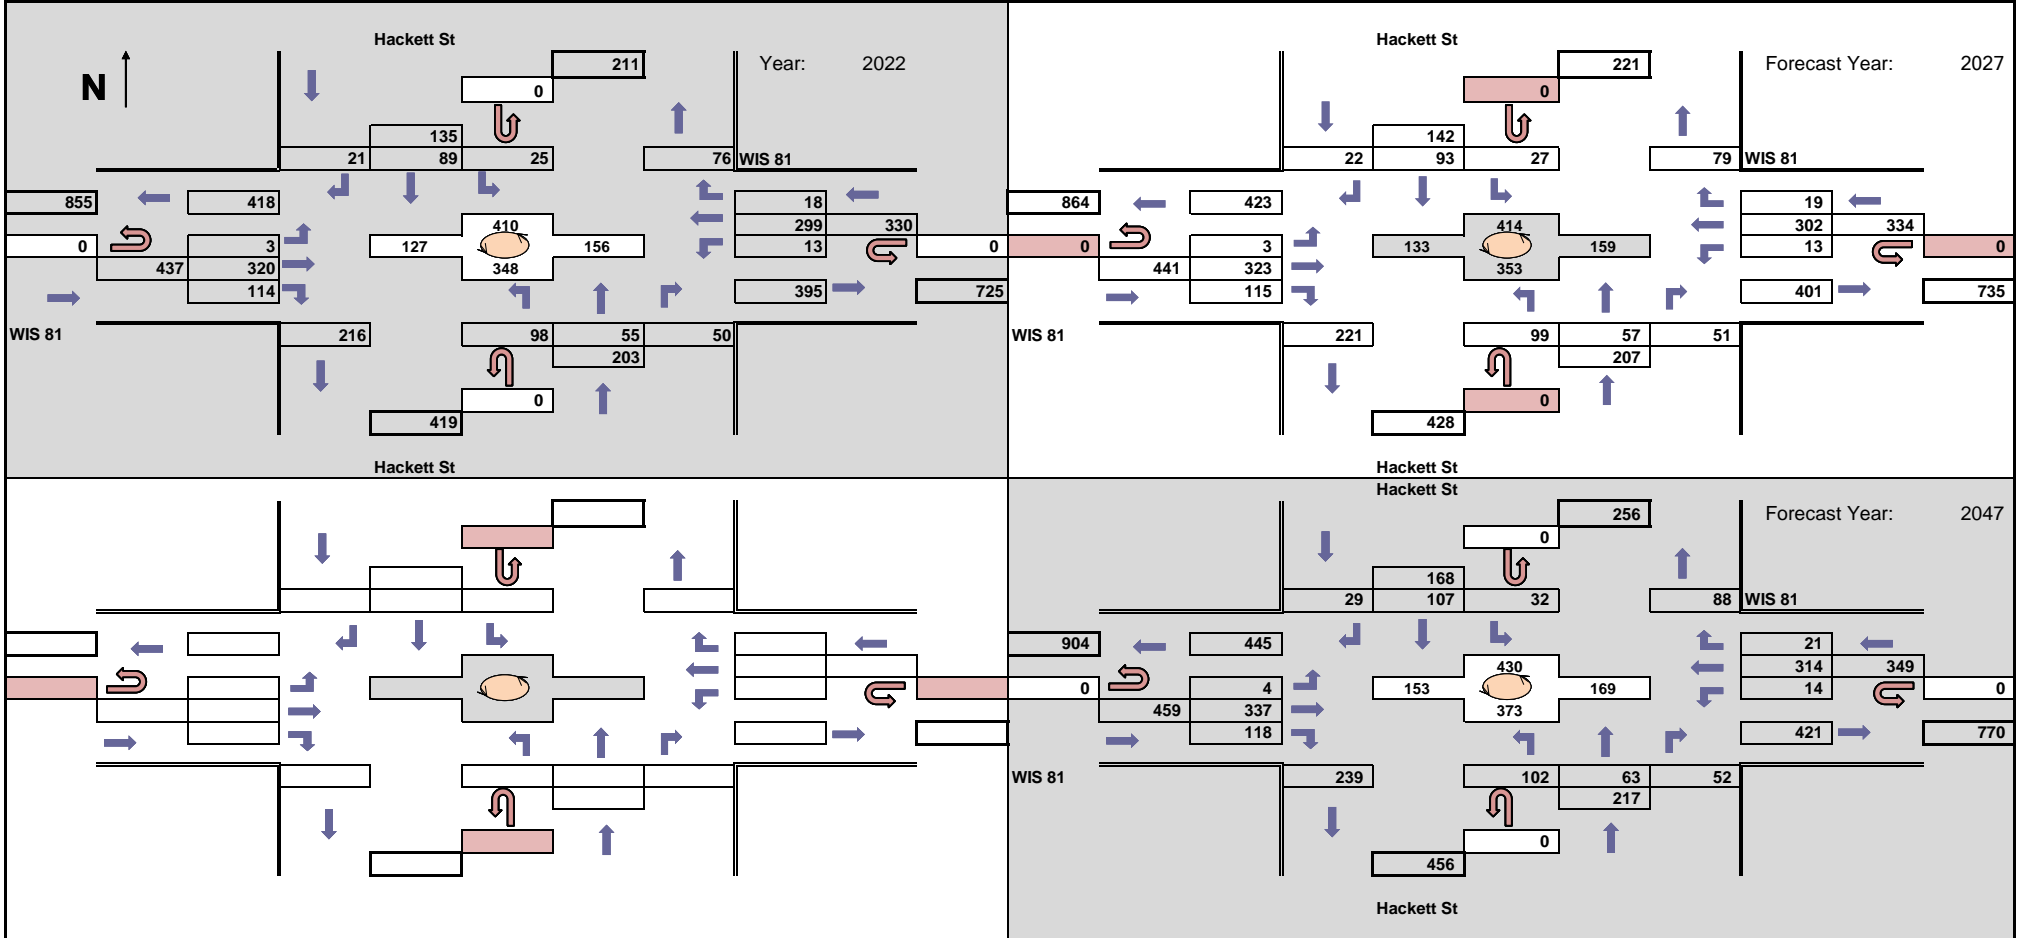 Hackett St
211
Year: 2022
N
0
135
21 89 25 76 WIS 81
855 418 18
410 299 330
0 3 127 156 13 0
437 320 348
114 395 725
WIS 81 216 98 55 50
203
0
419
Hackett St
Hackett St
221
Forecast Year: 2027
0
142
22 93 27 79 WIS 81
864 423 19
414 302 334
0 3 133 159 13 0
441 323 353
115 401 735
WIS 81 221 99 57 51
207
0
428
Hackett St
Hackett St
256
Forecast Year: 2047
0
168
29 107 32 88 WIS 81
904 445 21
430 314 349
0 4 153 169 14 0
459 337 373
118 421 770
WIS 81 239 102 63 52
217
0
456
Hackett St